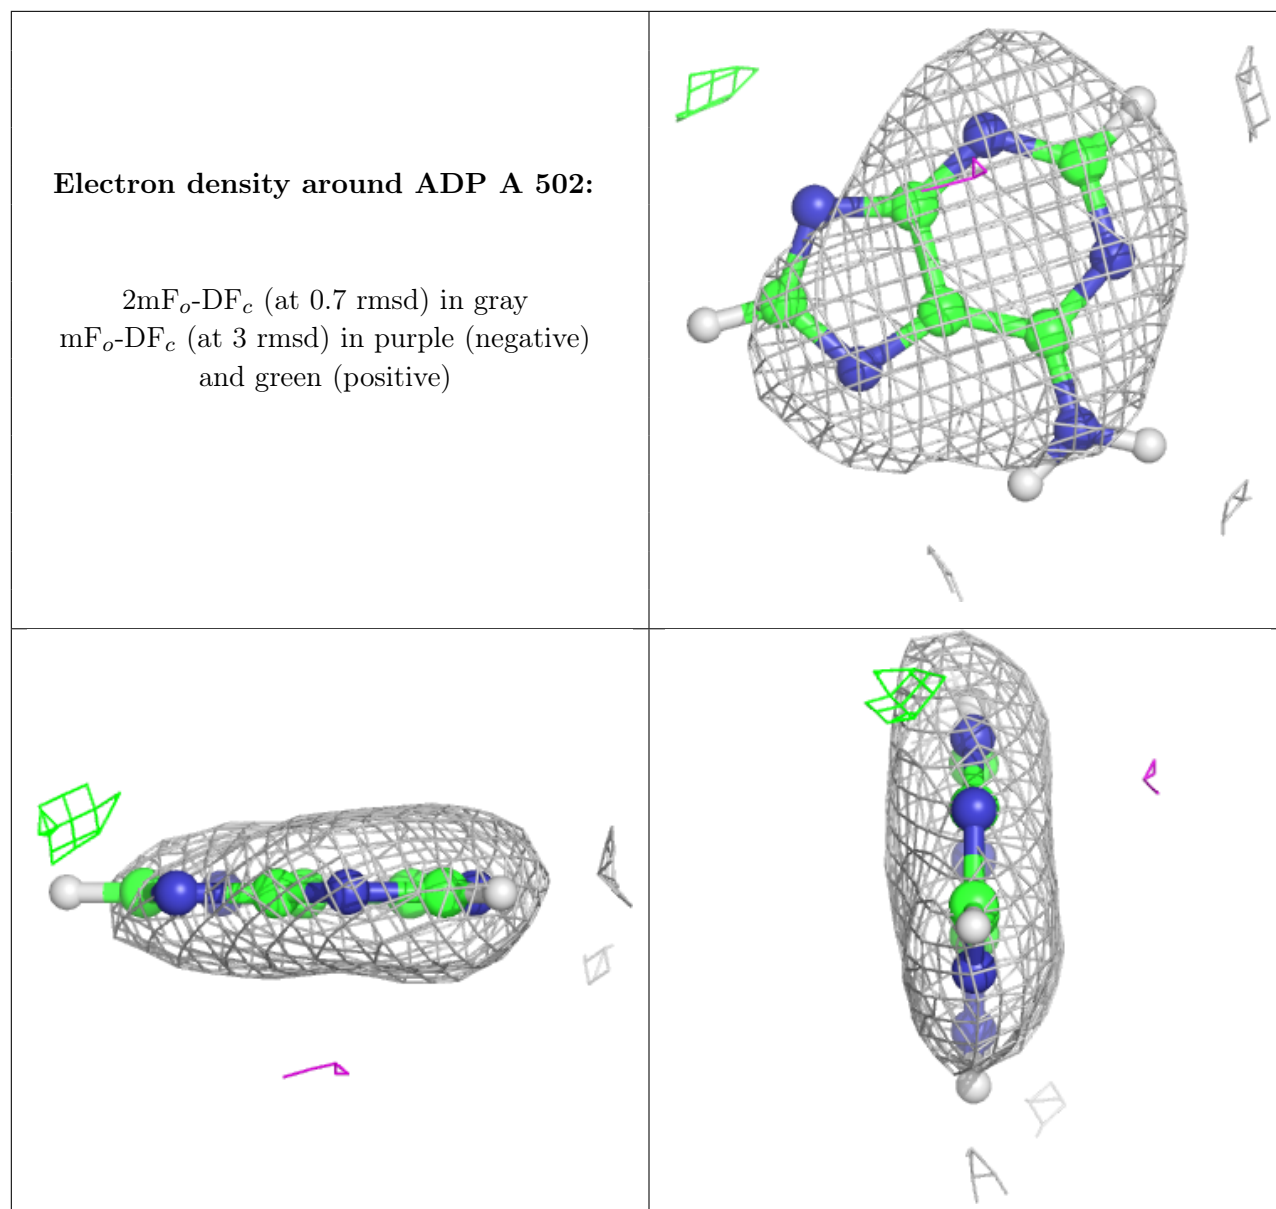 Electron density around ADP A 502:
2mFo-DFc (at 0.7 rmsd) in gray
mFo-DFc (at 3 rmsd) in purple (negative)
and green (positive)